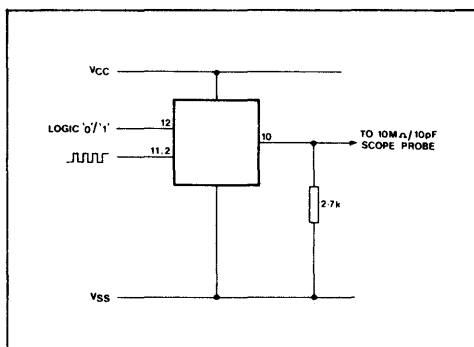 VCC
LOGIC '0'/'1'
12
10
TO 10MΩ/10pF
SCOPE PROBE
11.2
2·7k
VSS